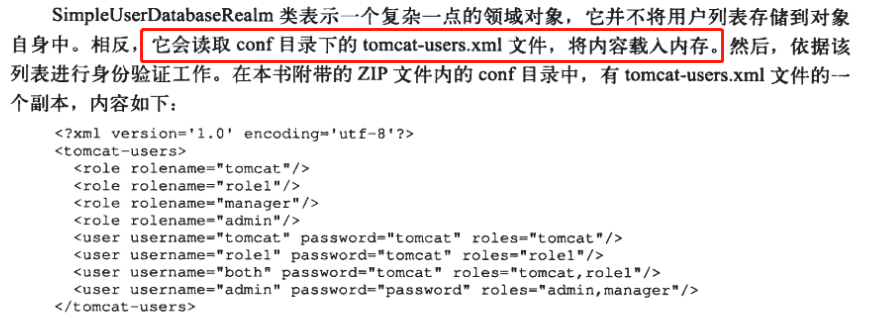 SimpleUserDatabaseRealm 类表示一个复杂一点的领域对象，它并不将用户列表存储到对象
自身中。相反，它会读取 conf 目录下的 tomcat-users.xml 文件，将内容载入内存。然后，依据该
列表进行身份验证工作。在本书附带的 ZIP 文件内的 conf 目录中，有 tomcat-users.xml 文件的一
个副本，内容如下：
<?xml version='1.0' encoding='utf-8'?>
<tomcat-users>
<role rolename="tomcat"/>
<role rolename="role1"/>
<role rolename="manager"/>
<role rolename="admin"/>
<user username="tomcat" password="tomcat" roles="tomcat"/>
<user username="role1" password="tomcat" roles="role1"/>
<user username="both" password="tomcat" roles="tomcat,role1"/>
<user username="admin" password="password" roles="admin,manager"/>
</tomcat-users>